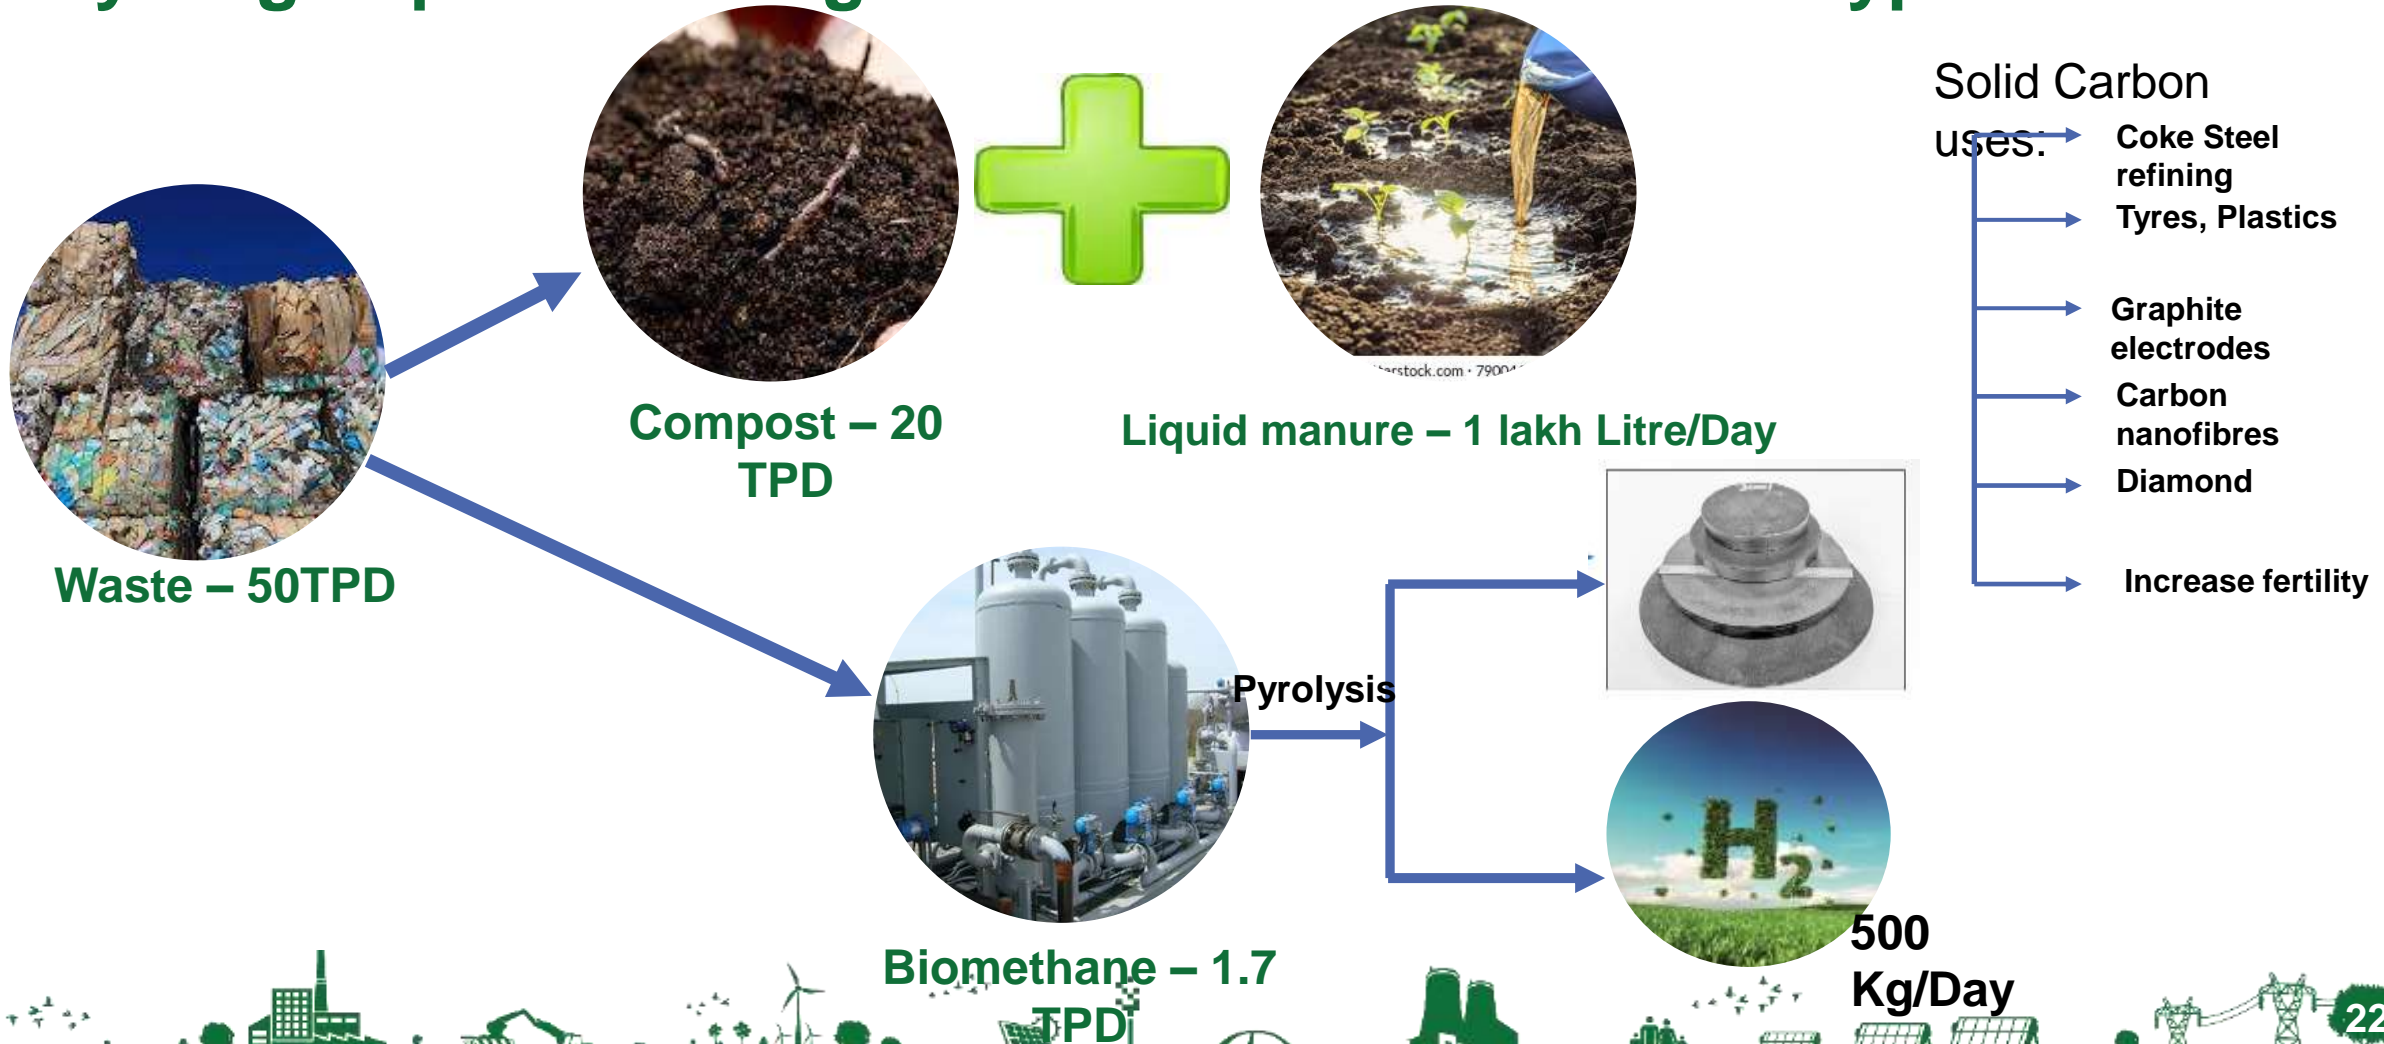 Solid Carbon
uses:
Coke Steel
refining
Tyres, Plastics
Graphite
electrodes
Carbon
nanofibres
Diamond
Increase fertility
Compost – 20
TPD
Liquid manure – 1 lakh Litre/Day
Waste – 50TPD
Pyrolysis
H2
500
Kg/Day
Biomethane – 1.7
TPD
22